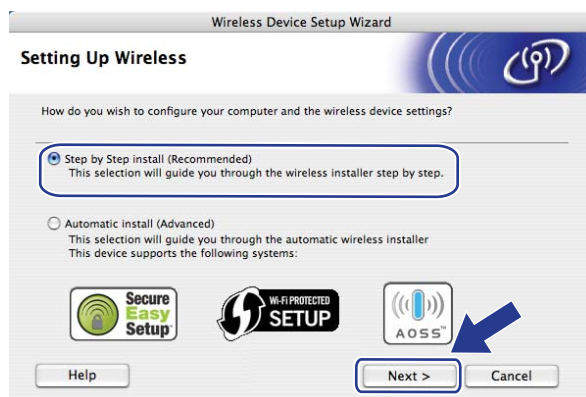 Wireless Device Setup Wizard
Setting Up Wireless
How do you wish to configure your computer and the wireless device settings?
Step by Step install (Recommended)
This selection will guide you through the wireless installer step by step.
Automatic install (Advanced)
This selection will guide you through the automatic wireless installer
This device supports the following systems:
Secure
Easy
Setup
WI-FI PROTECTED
SETUP
AOSS™
Help
Next >
Cancel